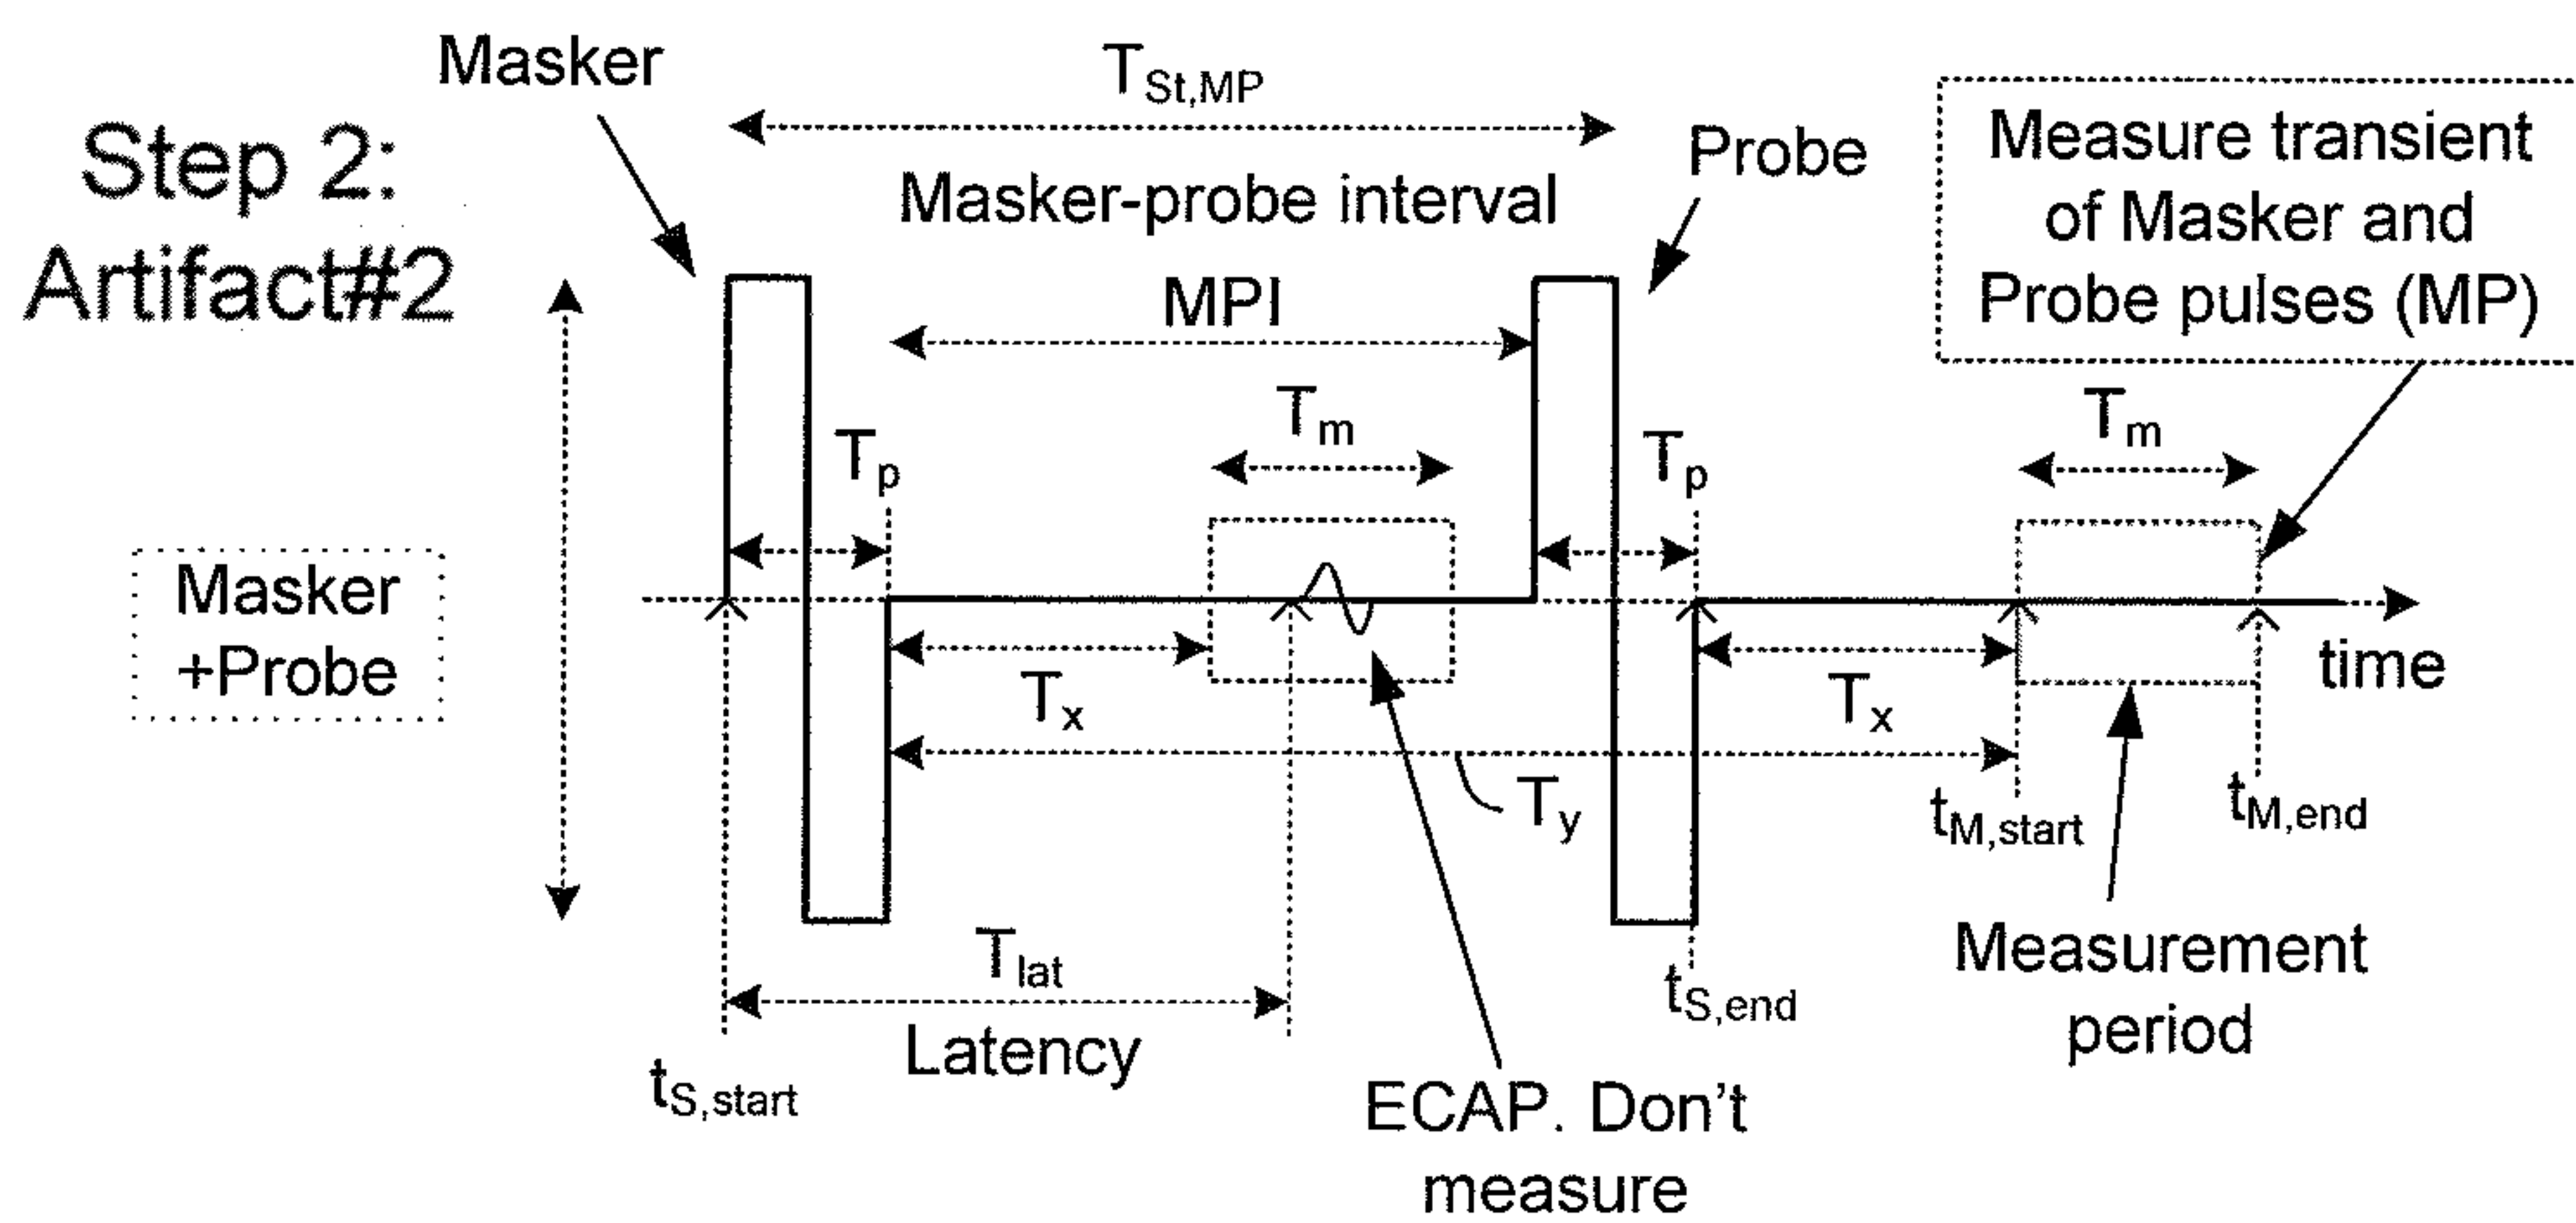 Step 2:
Artifact#2
Masker
T_St,MP
Masker-probe interval
MPI
Probe
Measure transient
of Masker and
Probe pulses (MP)
T_p
T_m
T_p
T_m
Masker
+Probe
T_x
T_x
time
T_y
t_M,start
t_M,end
T_lat
Latency
t_S,start
t_S,end
Measurement
period
ECAP. Don't
measure